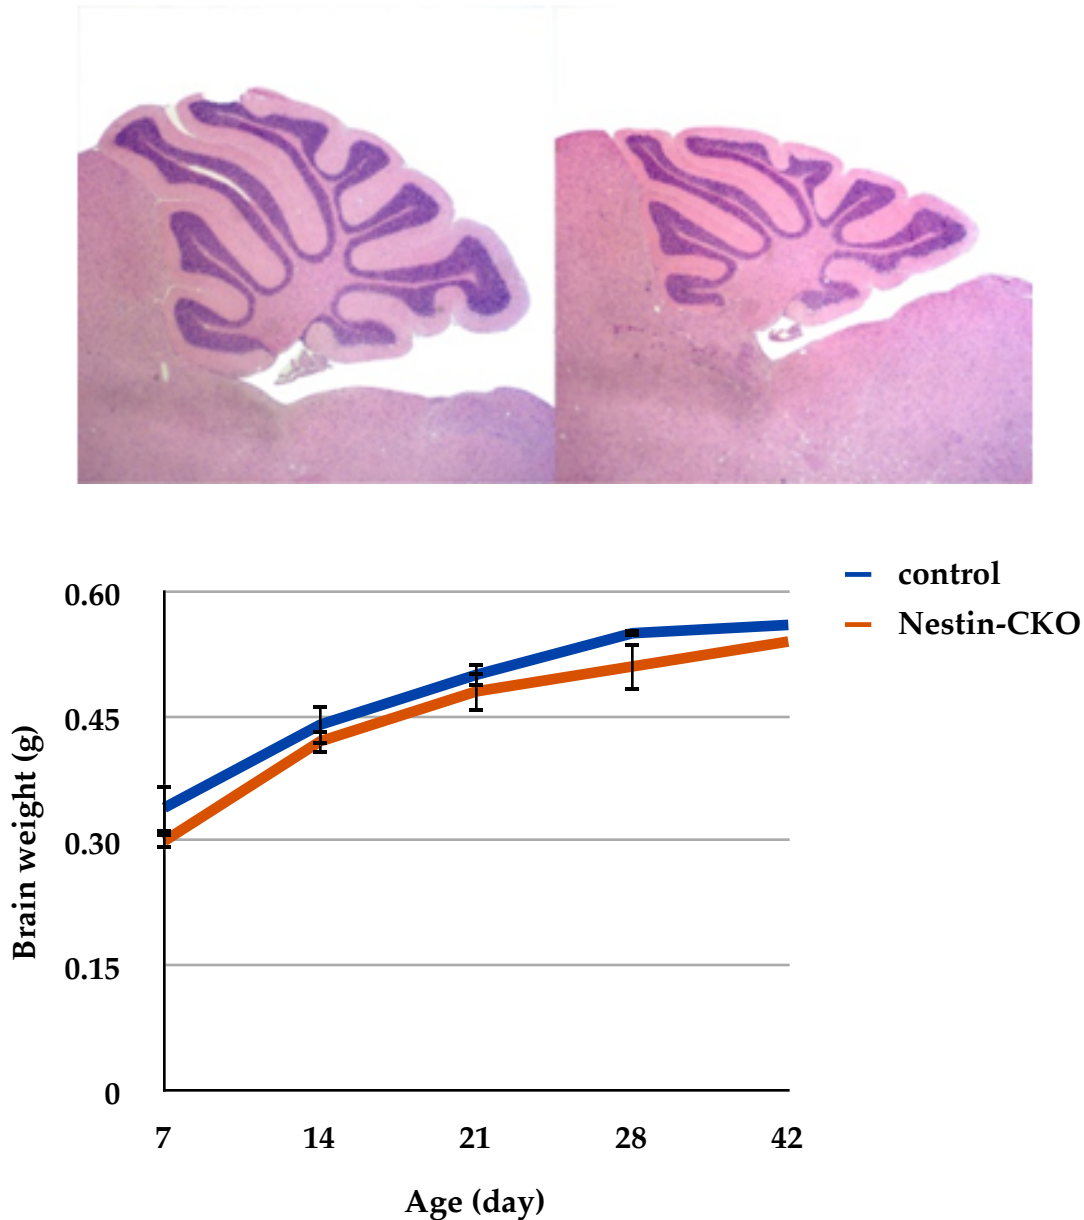 control
Nestin-CKO
0.60
0.45
0.30
0.15
0
Brain weight (g)
7 14 21 28 42
Age (day)